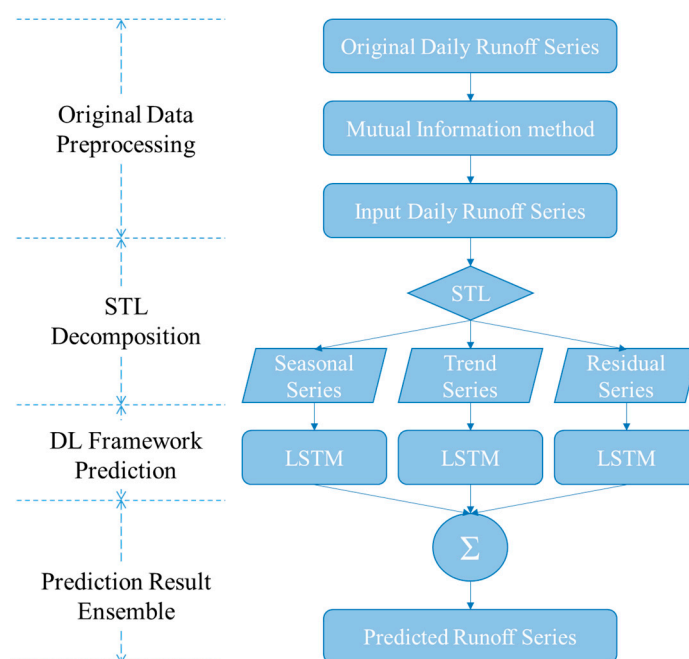 Original Daily Runoff Series
Original Data
Preprocessing
Mutual Information method
Input Daily Runoff Series
STL
Decomposition
STL
Seasonal
Series
Trend
Series
Residual
Series
DL Framework
Prediction
LSTM
LSTM
LSTM
Prediction Result
Ensemble
Σ
Predicted Runoff Series